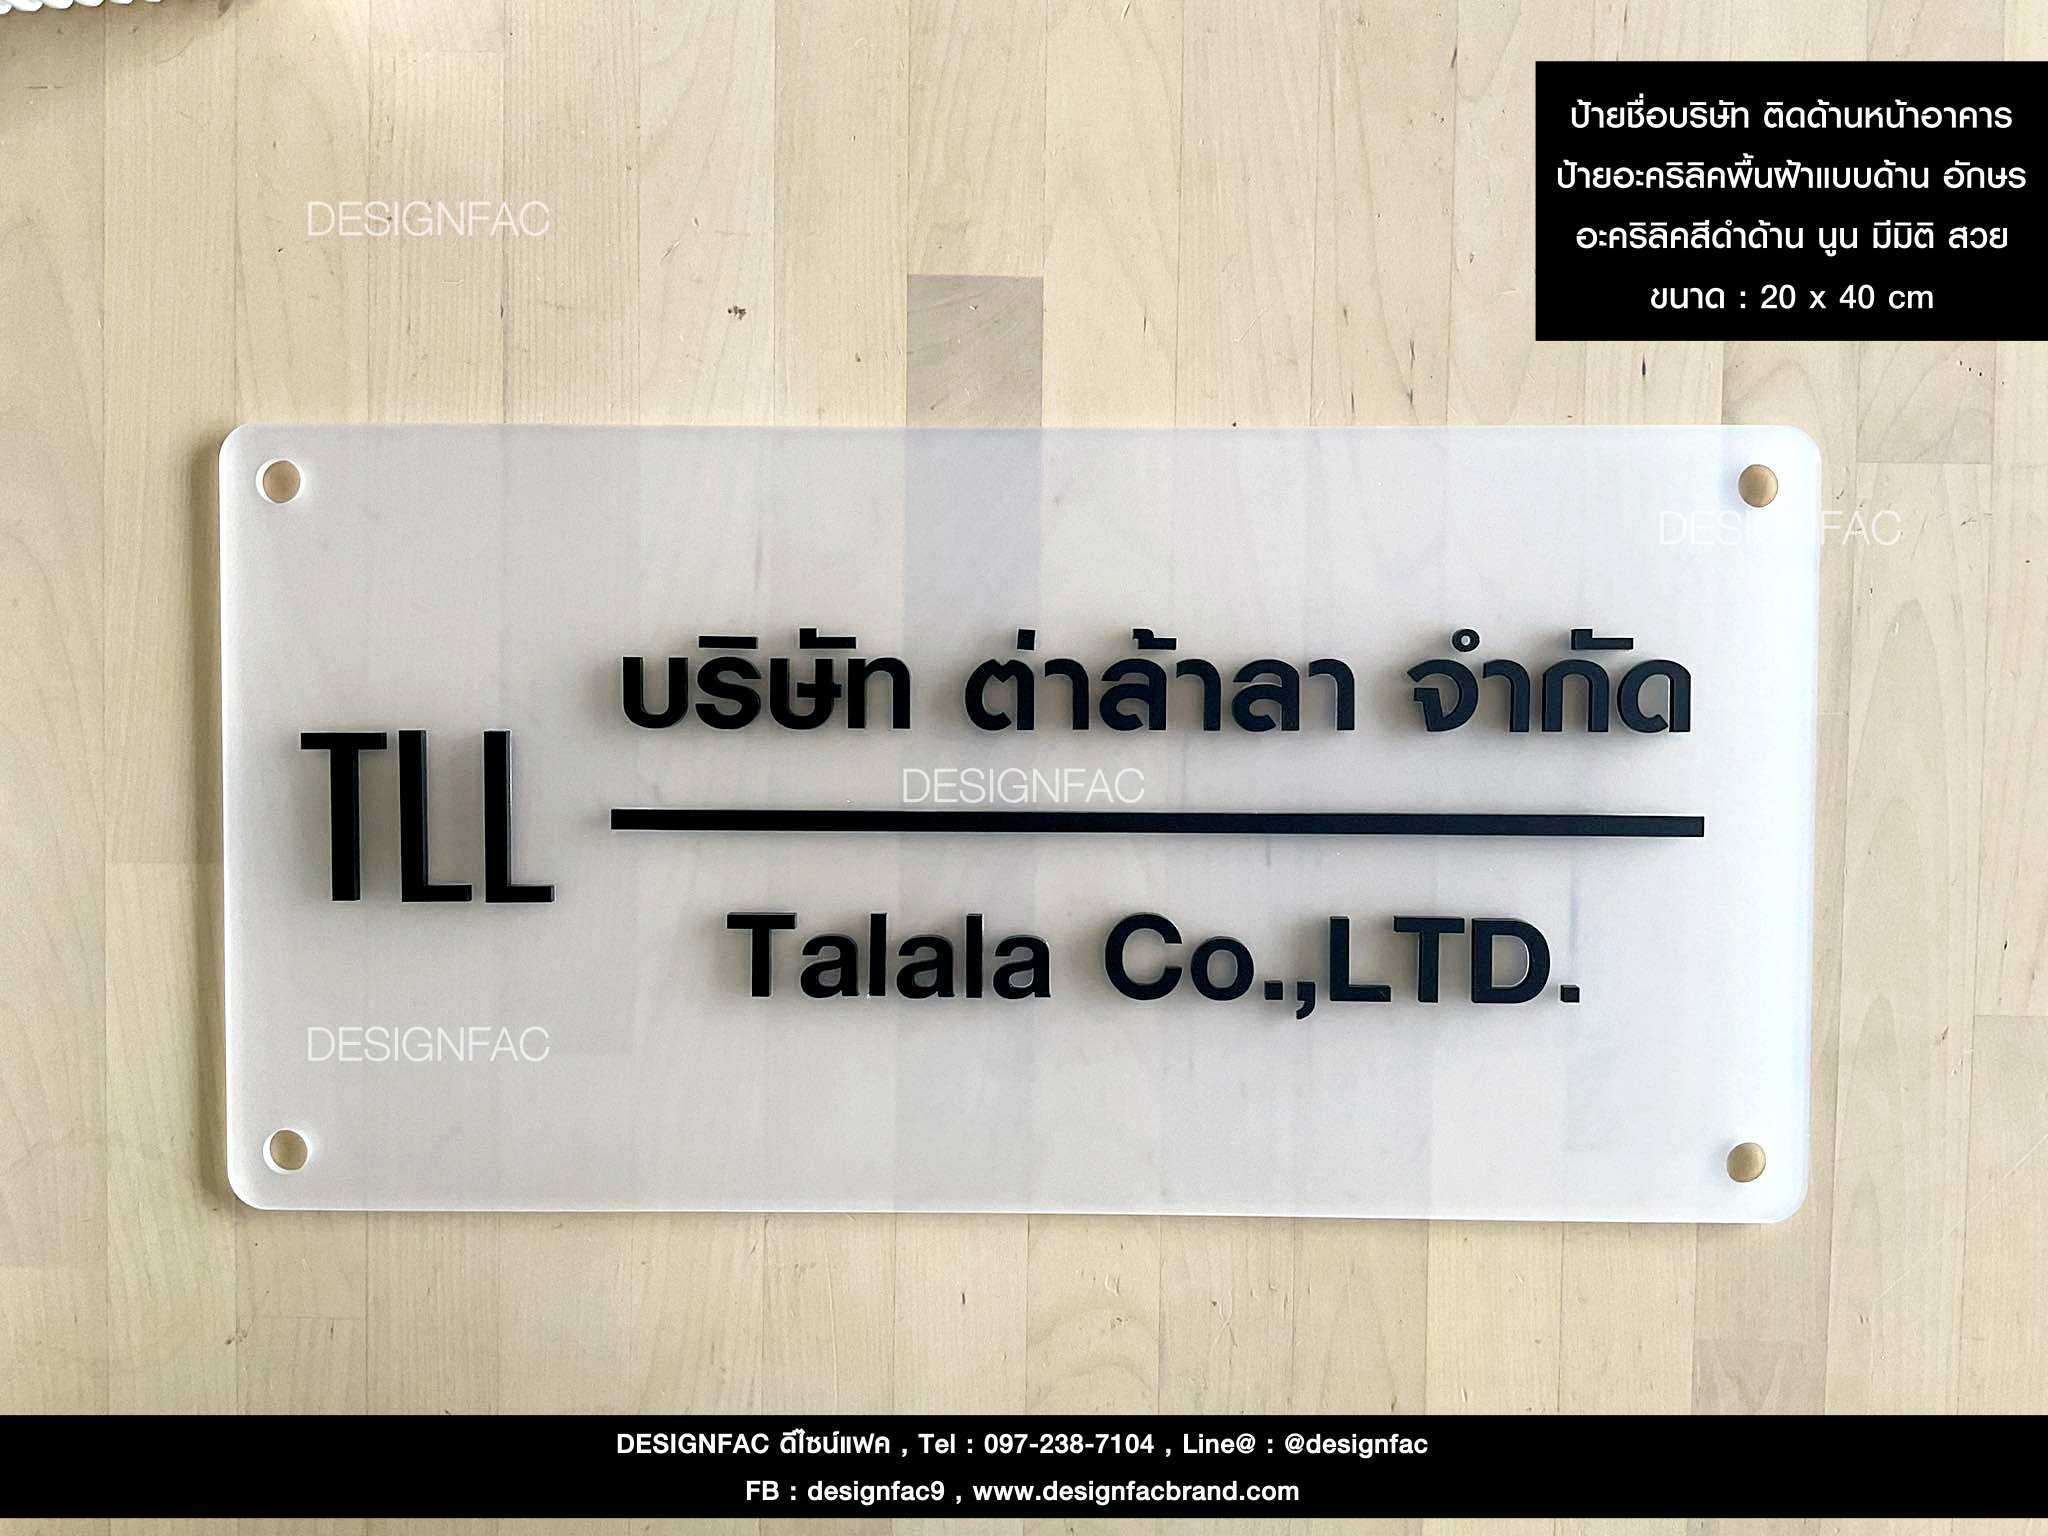 ป้ายชื่อบริษัท ติดด้านหน้าอาคาร
ป้ายอะคริลิคพื้นฝ้าแบบด้าน อักษร
อะคริลิคสีดำด้าน นูน มีมิติ สวย
ขนาด : 20 x 40 cm
DESIGNFAC
DESIGNFAC
บริษัท ต่าล้าลา จำกัด
TLL
DESIGNFAC
Talala Co.,LTD.
DESIGNFAC
DESIGNFAC ดีไซน์แฟค , Tel : 097-238-7104 , Line@ : @designfac
FB : designfac9 , www.designfacbrand.com